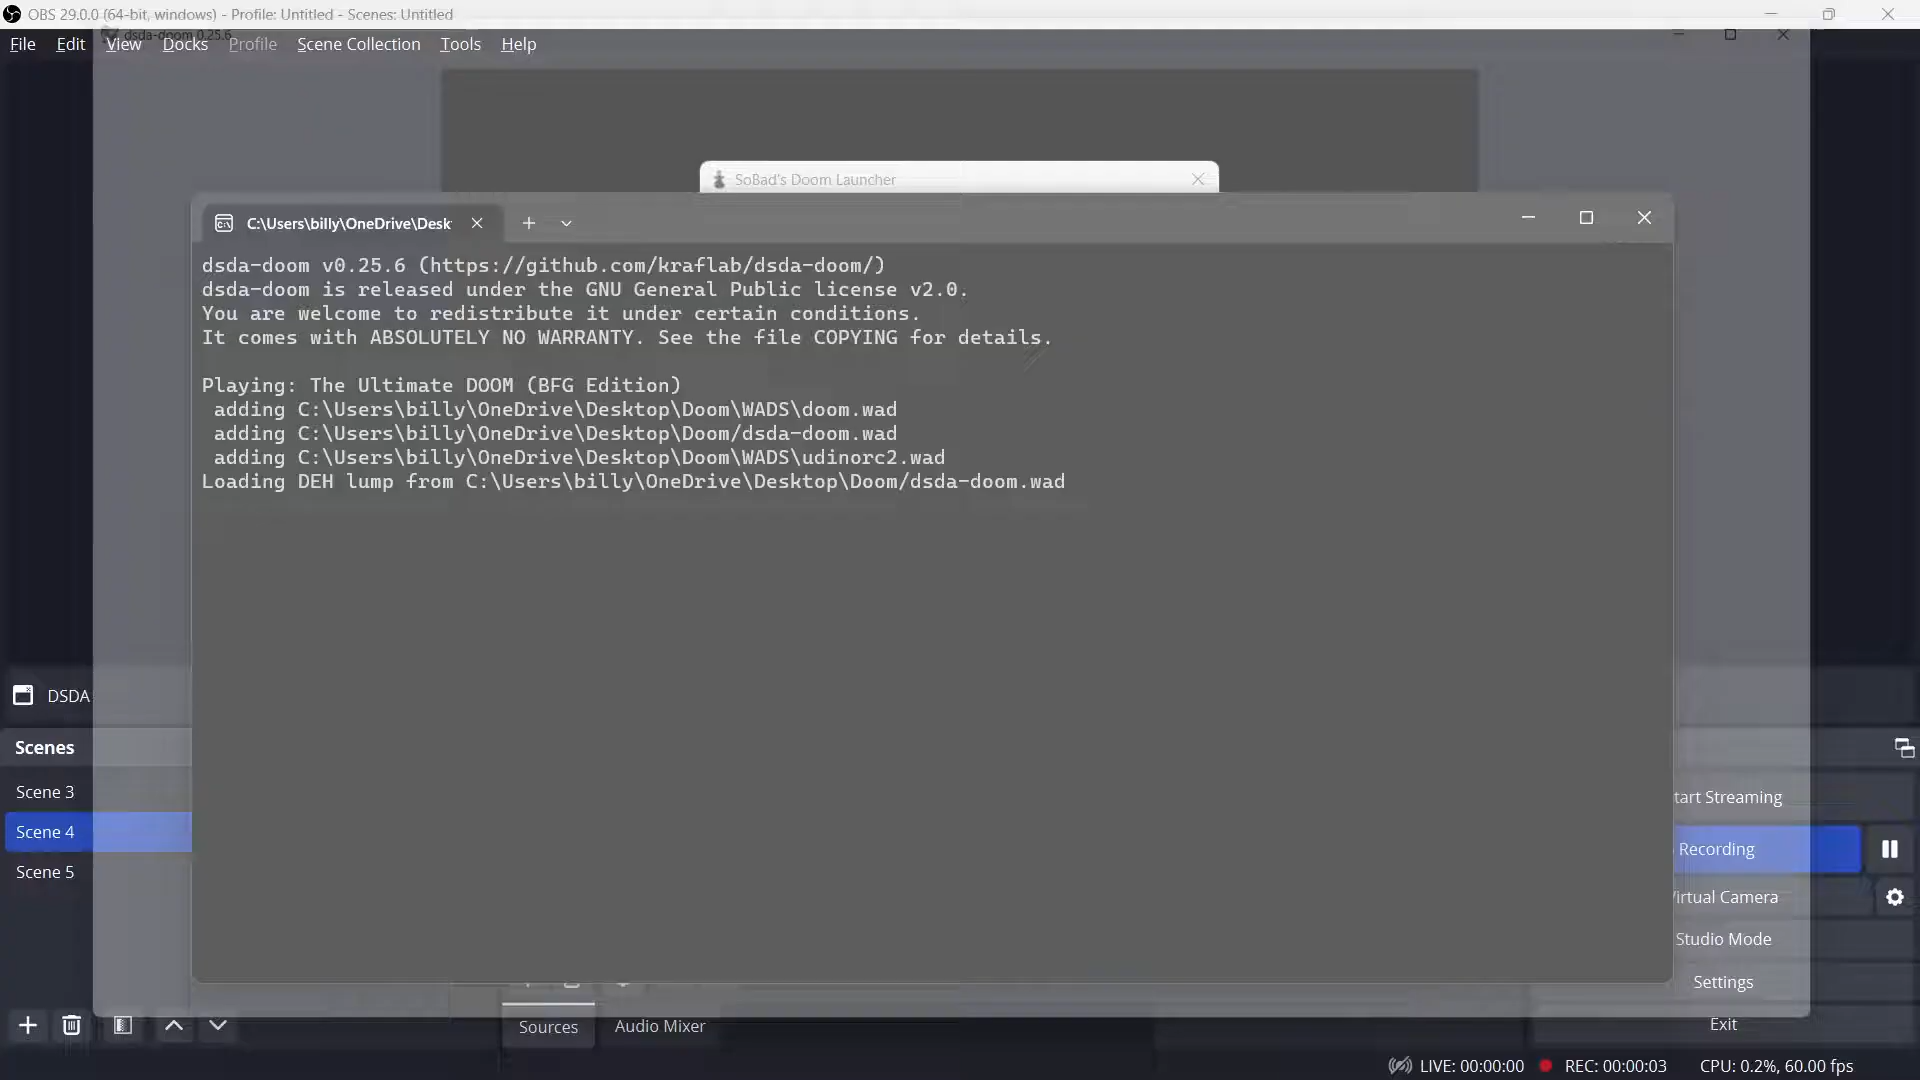 OBS 29.0.0 (64-bit, windows) - Profile: Untitled - Scenes: Untitled
dsda-doom 0.25.6
File Edit View Docks Profile Scene Collection Tools Help
SoBad's Doom Launcher
C:\Users\billy\OneDrive\Desk
dsda-doom v0.25.6 (https://github.com/kraflab/dsda-doom/)
dsda-doom is released under the GNU General Public license v2.0.
You are welcome to redistribute it under certain conditions.
It comes with ABSOLUTELY NO WARRANTY. See the file COPYING for details.
Playing: The Ultimate DOOM (BFG Edition)
adding C:\Users\billy\OneDrive\Desktop\Doom\WADS\doom.wad
adding C:\Users\billy\OneDrive\Desktop\Doom/dsda-doom.wad
adding C:\Users\billy\OneDrive\Desktop\Doom\WADS\udinorc2.wad
Loading DEH lump from C:\Users\billy\OneDrive\Desktop\Doom/dsda-doom.wad
DSDA
Scenes
Scene 3
Scene 4
Scene 5
tart Streaming
Recording
Virtual Camera
Studio Mode
Settings
Exit
Sources Audio Mixer
LIVE: 00:00:00 REC: 00:00:03 CPU: 0.2%, 60.00 fps